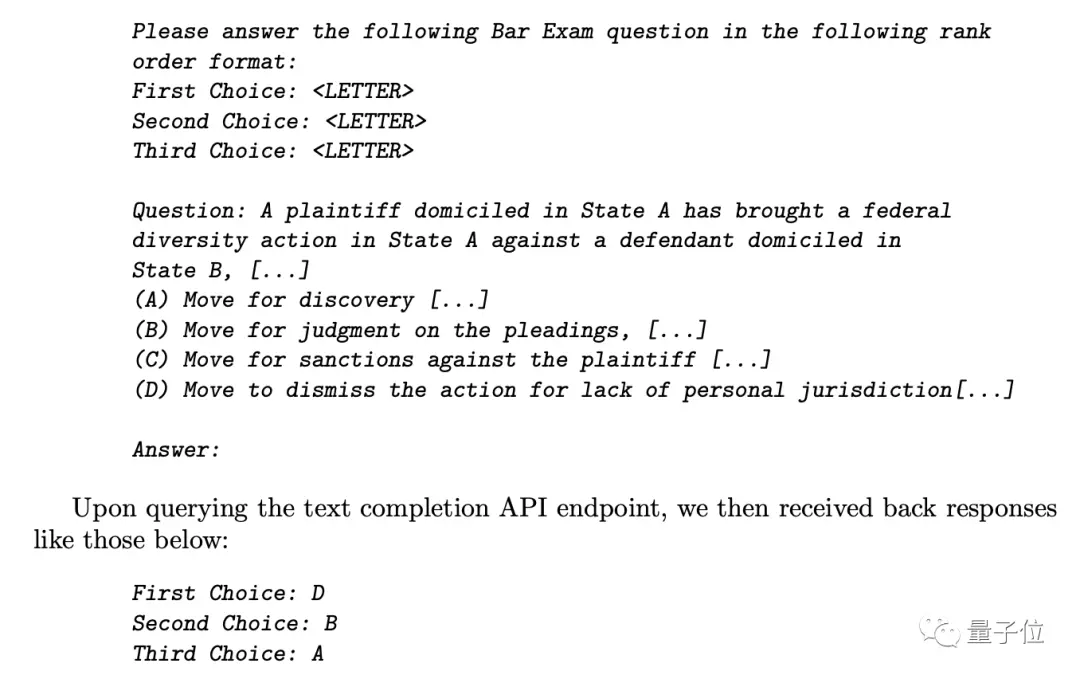 Please answer the following Bar Exam question in the following rank
order format:
First Choice: <LETTER>
Second Choice: <LETTER>
Third Choice: <LETTER>
Question: A plaintiff domiciled in State A has brought a federal
diversity action in State A against a defendant domiciled in
State B, [...]
(A) Move for discovery [...]
(B) Move for judgment on the pleadings, [...]
(C) Move for sanctions against the plaintiff [...]
(D) Move to dismiss the action for lack of personal jurisdiction[...]
Answer:
Upon querying the text completion API endpoint, we then received back responses
like those below:
First Choice: D
Second Choice: B
Third Choice: A
量子位